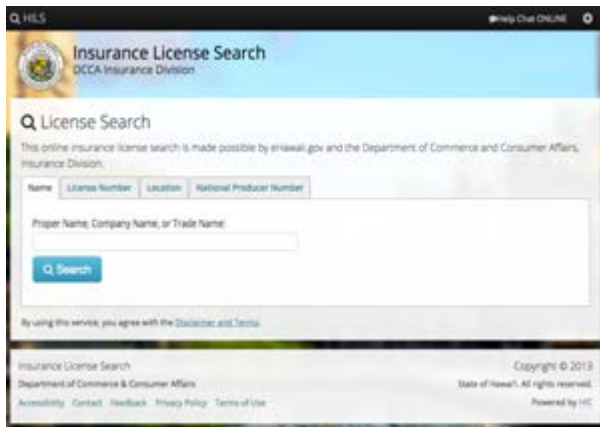 HILS
Help Chat ONLINE
Insurance License Search
DCCA Insurance Division
License Search
This online insurance license search is made possible by eHawaii.gov and the Department of Commerce and Consumer Affairs,
Insurance Division.
Name License Number Location National Producer Number
Proper Name, Company Name, or Trade Name:
Search
By using this service, you agree with the Disclaimer and Terms.
Insurance License Search Copyright © 2013
Department of Commerce & Consumer Affairs State of Hawai'i. All rights reserved.
Accessibility Contact Feedback Privacy Policy Terms of Use Powered by HIC